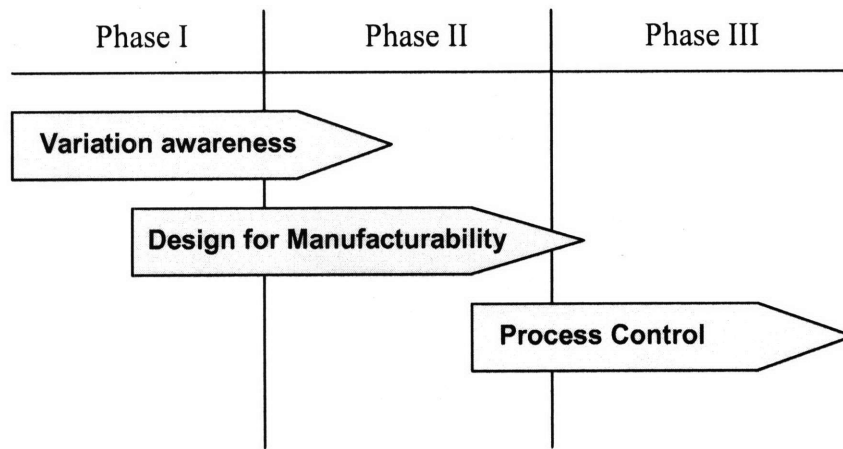 Phase I Phase II Phase III
Variation awareness
Design for Manufacturability
Process Control